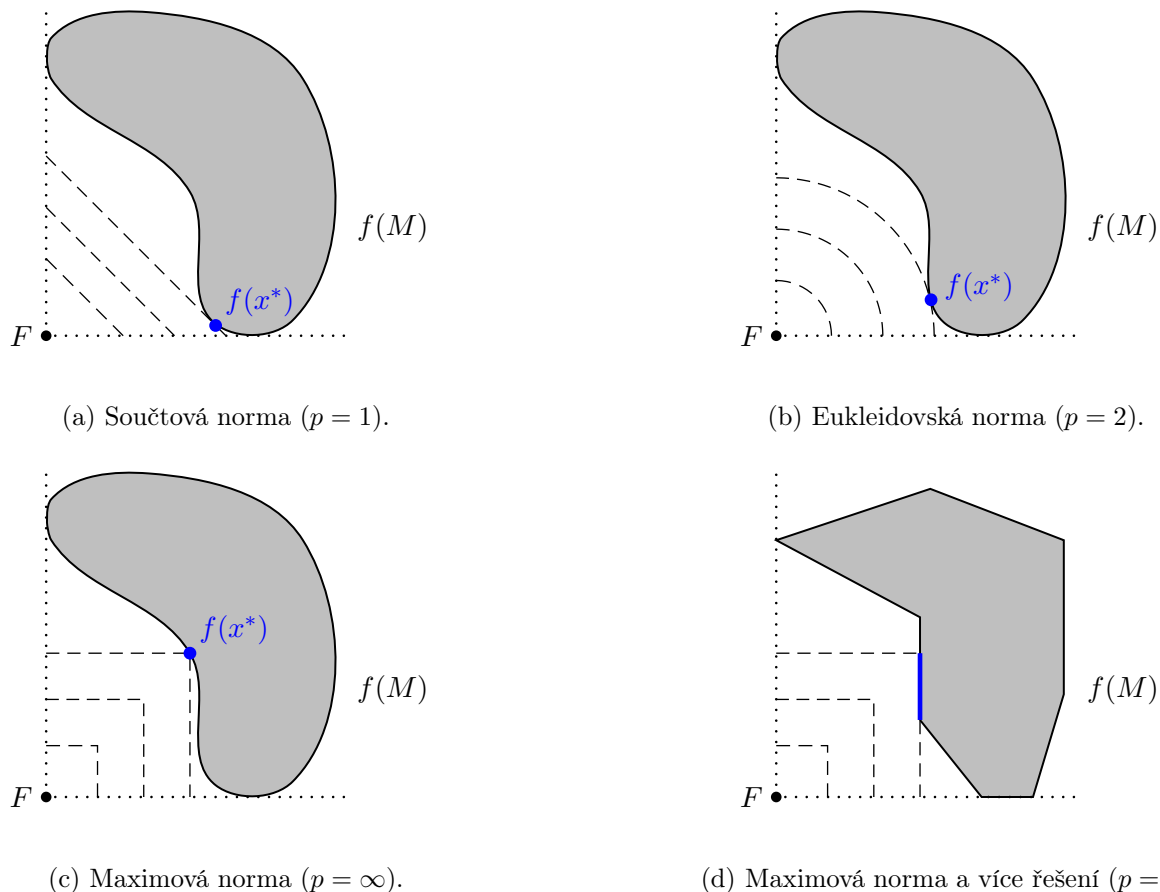 f(x*)
f(M)
F
(a) Součtová norma (p = 1).
f(x*)
f(M)
F
(b) Eukleidovská norma (p = 2).
f(x*)
f(M)
F
(c) Maximová norma (p = ∞).
f(M)
F
(d) Maximová norma a více řešení (p =